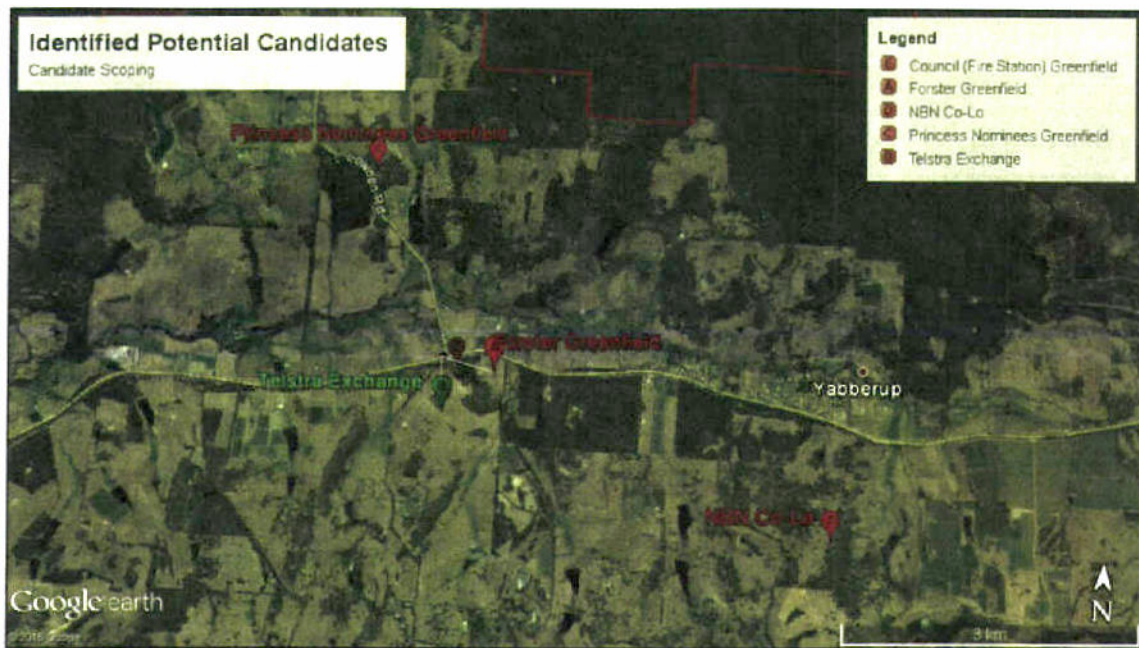 Identified Potential Candidates
Candidate Scoping
Legend
Council (Fire Station) Greenfield
Forster Greenfield
NBN Co-Lo
Princess Nominees Greenfield
Telstra Exchange
Princess Nominees Greenfield
Forster Greenfield
Telstra Exchange
Yabberup
NBN Co-Lo
Google earth
N
3 km